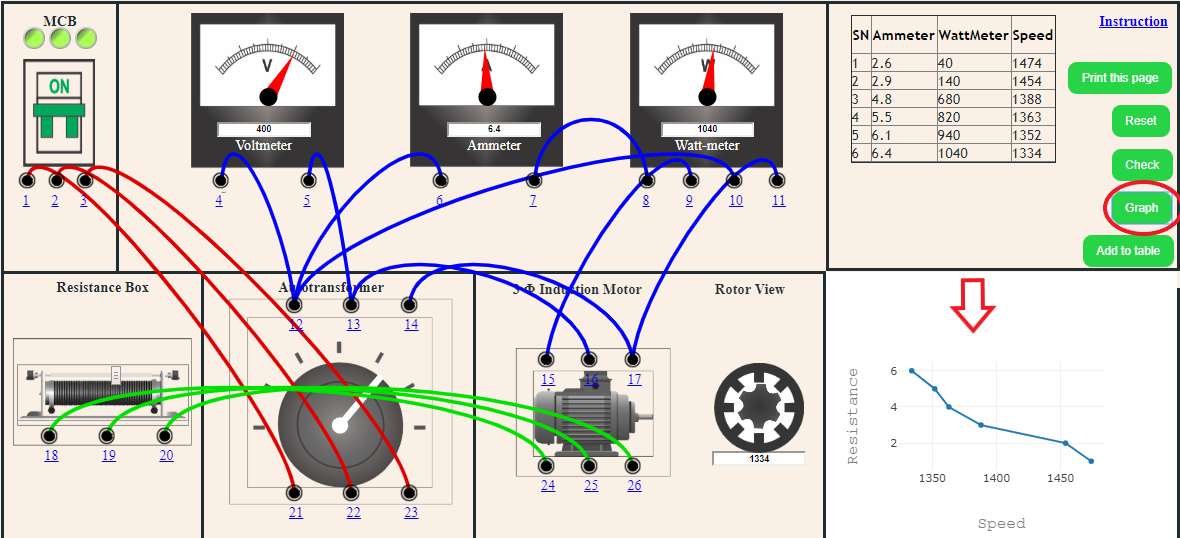 MCB
ON
1 2 3
V
400
Voltmeter
4 5
A
6.4
Ammeter
6 7
W
1040
Watt-meter
8 9 10 11
SN Ammeter WattMeter Speed
1 2.6 40 1474
2 2.9 140 1454
3 4.8 680 1388
4 5.5 820 1363
5 6.1 940 1352
6 6.4 1040 1334
Instruction
Print this page
Reset
Check
Graph
Add to table
Resistance Box
18 19 20
Autotransformer
12 13 14
21 22 23
3-Φ Induction Motor
15 16 17
24 25 26
Rotor View
1334
Resistance
6
4
2
1350 1400 1450
Speed